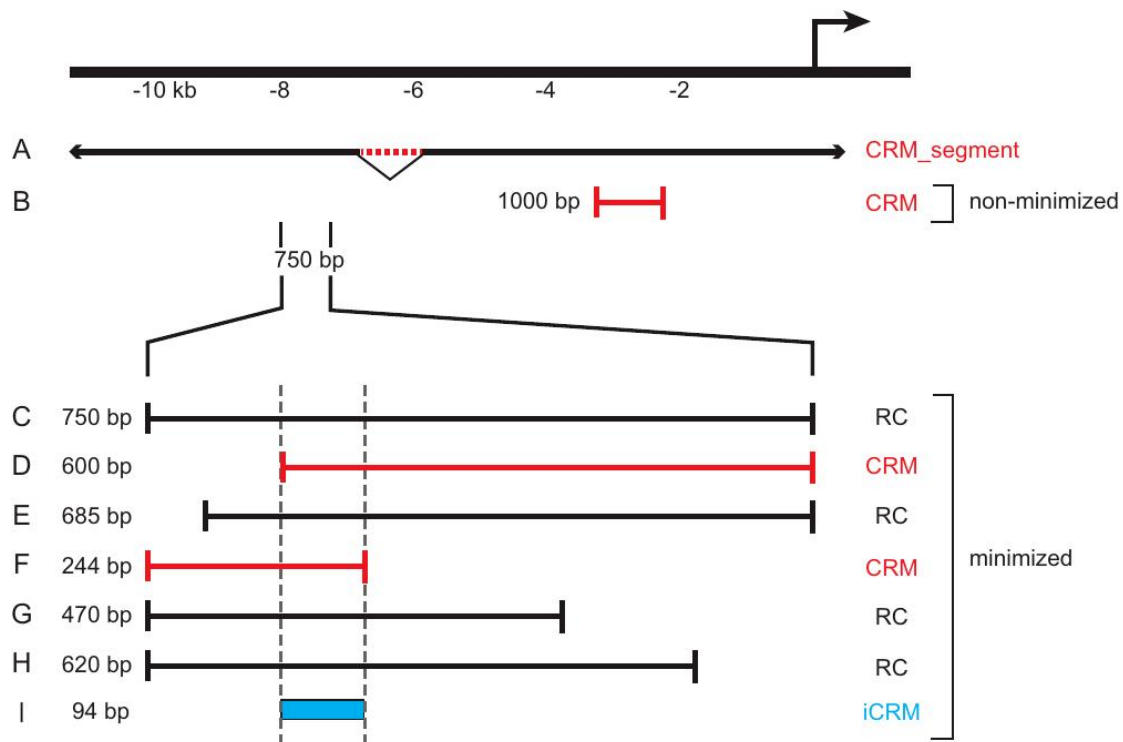 -10 kb -8 -6 -4 -2
A CRM_segment
B 1000 bp CRM non-minimized
750 bp
C 750 bp RC
D 600 bp CRM
E 685 bp RC
F 244 bp CRM minimized
G 470 bp RC
H 620 bp RC
I 94 bp iCRM